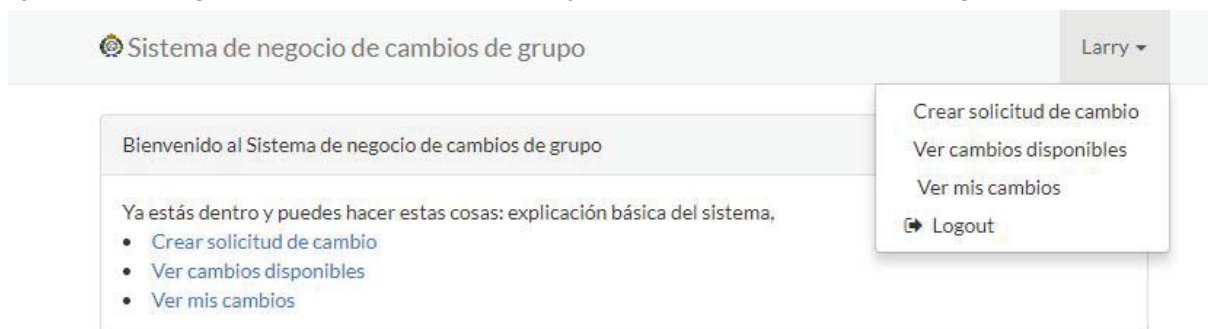 Sistema de negocio de cambios de grupo
Larry
Crear solicitud de cambio
Ver cambios disponibles
Ver mis cambios
Logout
Bienvenido al Sistema de negocio de cambios de grupo
Ya estás dentro y puedes hacer estas cosas: explicación básica del sistema,
Crear solicitud de cambio
Ver cambios disponibles
Ver mis cambios